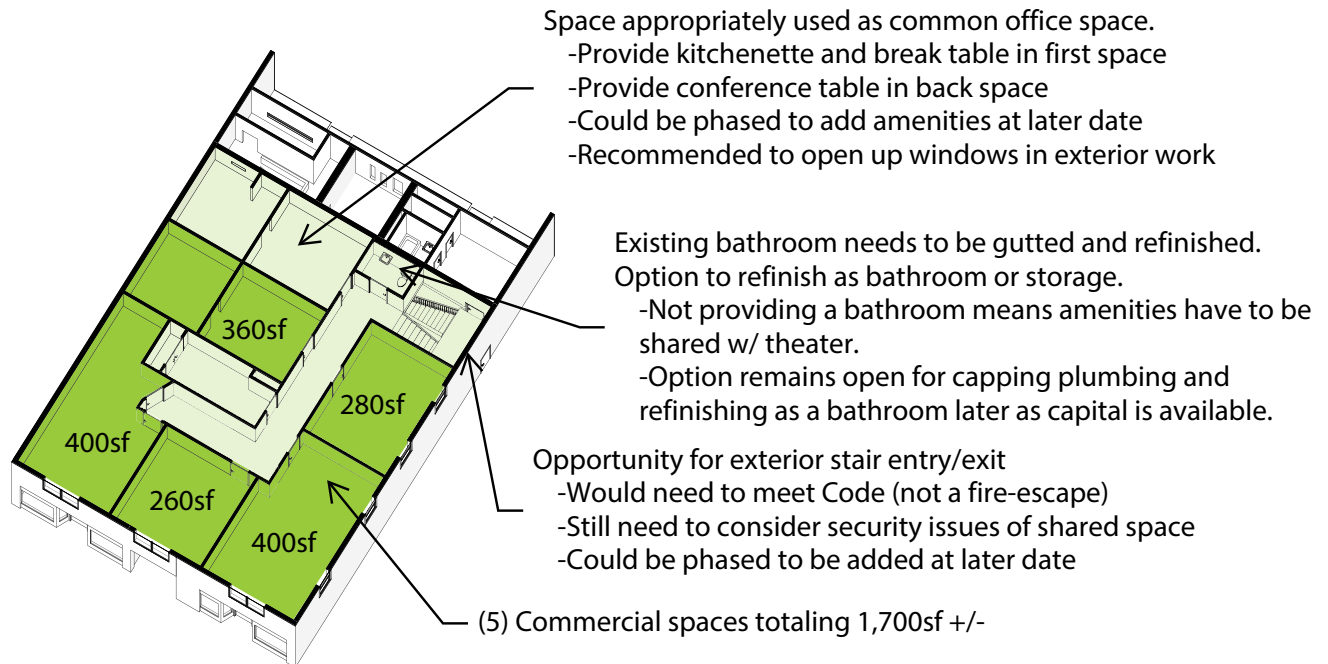 Space appropriately used as common office space.
-Provide kitchenette and break table in first space
-Provide conference table in back space
-Could be phased to add amenities at later date
-Recommended to open up windows in exterior work
Existing bathroom needs to be gutted and refinished.
Option to refinish as bathroom or storage.
-Not providing a bathroom means amenities have to be
shared w/ theater.
-Option remains open for capping plumbing and
refinishing as a bathroom later as capital is available.
Opportunity for exterior stair entry/exit
-Would need to meet Code (not a fire-escape)
-Still need to consider security issues of shared space
-Could be phased to be added at later date
(5) Commercial spaces totaling 1,700sf +/-
360sf
280sf
400sf
260sf
400sf